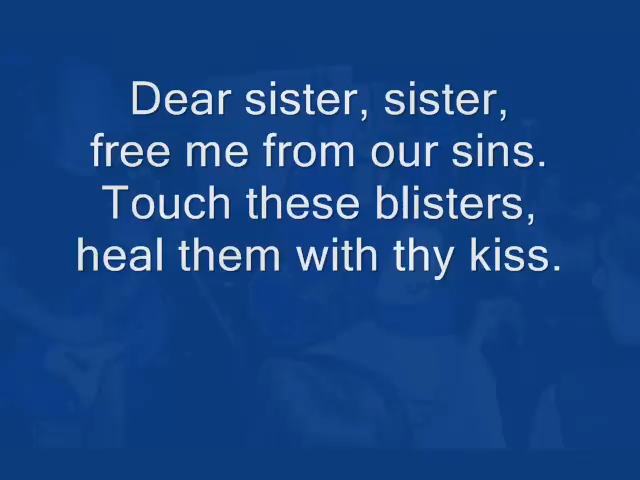 Dear sister, sister,
free me from our sins.
Touch these blisters,
heal them with thy kiss.